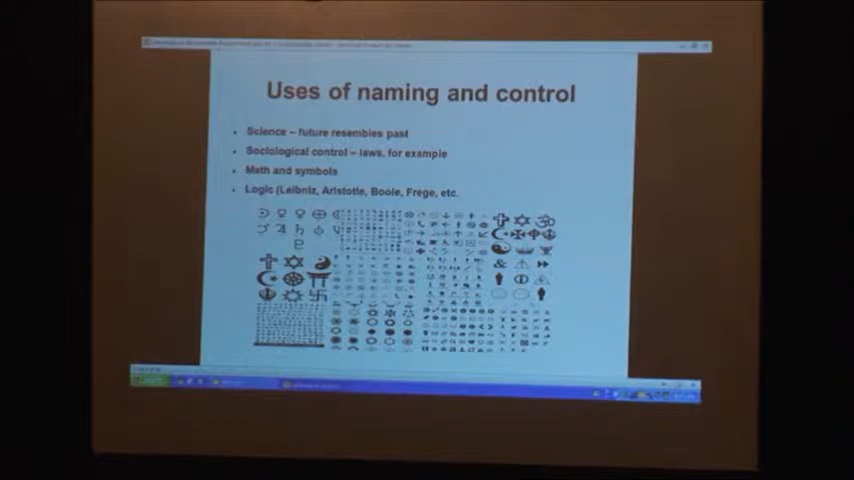 Uses of naming and control
Science – future resembles past
Sociological control – laws, for example
Math and symbols
Logic (Leibniz, Aristotle, Boole, Frege, etc.